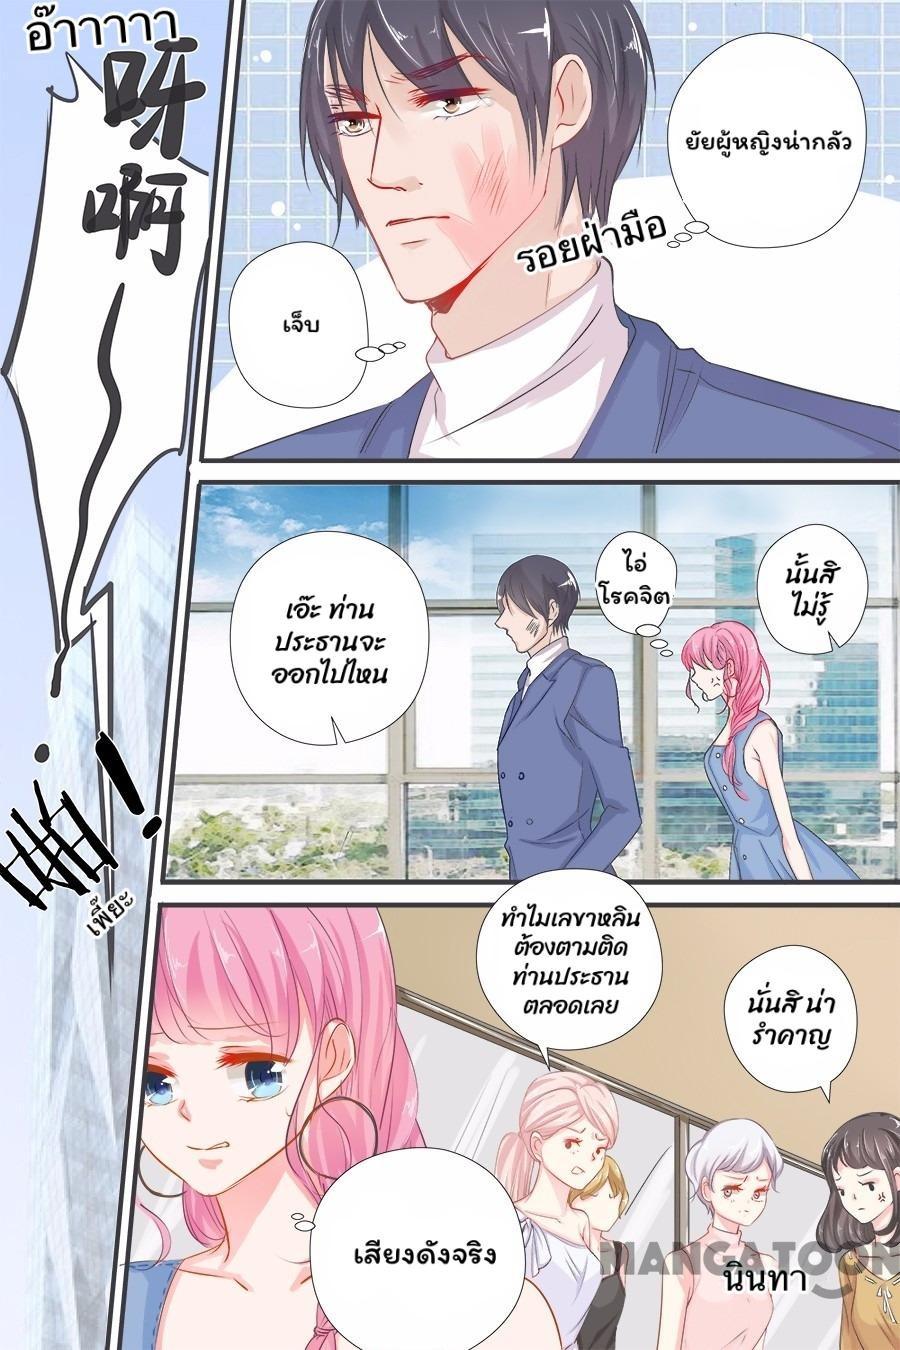 อ๊าาาาา
呀
啊
ยัยผู้หญิงน่ากลัว
รอยฝ่ามือ
เจ็บ
เอ๊ะ ท่าน
ประธานจะ
ออกไปไหน
ไอ่
โรคจิต
นั้นสิ
ไม่รู้
啪!
เพี๊ยะ
ทำไมเลขาหลิน
ต้องตามติด
ท่านประธาน
ตลอดเลย
นั่นสิ น่า
รำคาญ
เสียงดังจริง
MANGATOON
นินทา